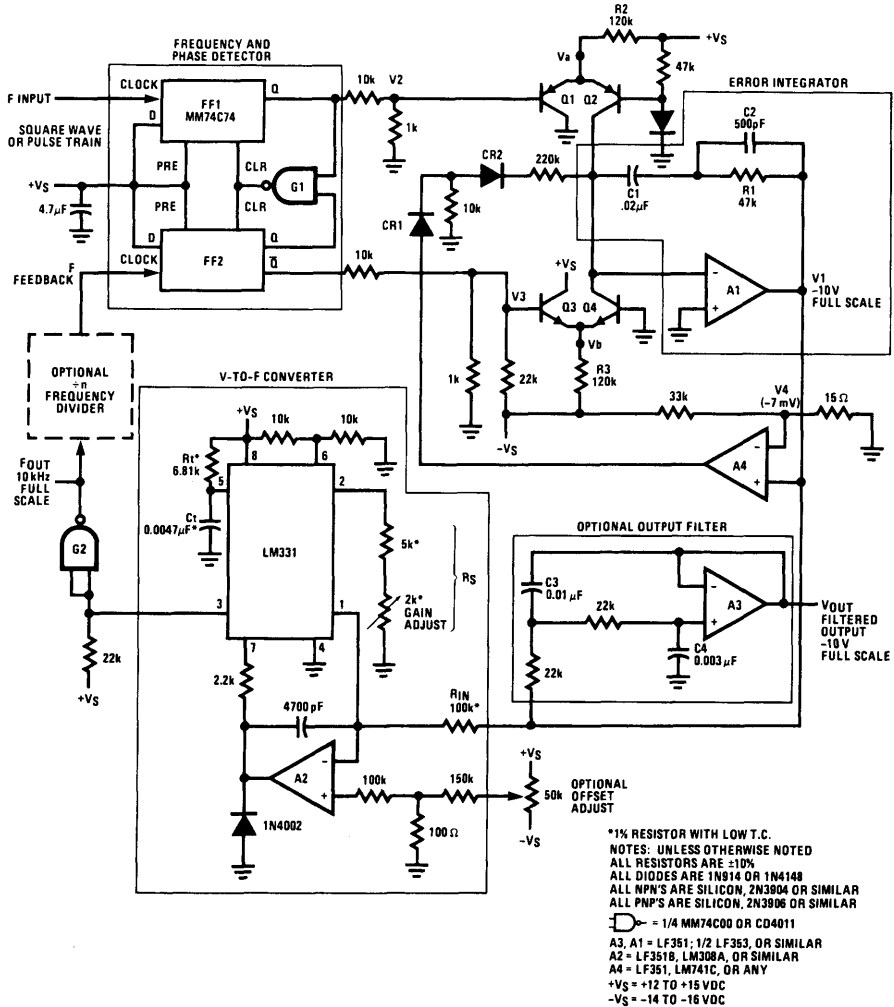 FREQUENCY AND
PHASE DETECTOR
F INPUT
CLOCK
FF1
MM74C74
Q
D
SQUARE WAVE
OR PULSE TRAIN
PRE
CLR
G1
+VS
4.7μF
PRE
CLR
D
Q
CLOCK
FF2
Q̅
F
FEEDBACK
10k
V2
1k
R2
120k
+VS
Va
47k
Q1
Q2
ERROR INTEGRATOR
C2
500pF
CR2
220k
C1
.02μF
R1
47k
10k
CR1
10k
V3
+VS
Q3
Q4
Vb
R3
120k
1k
22k
-VS
A1
-
+
V1
-10V
FULL SCALE
33k
V4
(-7 mV)
15Ω
A4
-
+
OPTIONAL
÷n
FREQUENCY
DIVIDER
FOUT
10 kHz
FULL
SCALE
G2
22k
+VS
V-TO-F CONVERTER
+VS
10k
10k
Rt*
6.81k
8
6
5
2
Ct
0.0047μF*
LM331
5k*
RS
2k*
GAIN
ADJUST
3
1
7
4
2.2k
4700 pF
RIN
100k*
A2
-
+
100k
150k
100Ω
1N4002
+VS
50k
-VS
OPTIONAL
OFFSET
ADJUST
OPTIONAL OUTPUT FILTER
C3
0.01μF
22k
A3
-
+
C4
0.003μF
22k
VOUT
FILTERED
OUTPUT
-10V
FULL SCALE
*1% RESISTOR WITH LOW T.C.
NOTES: UNLESS OTHERWISE NOTED
ALL RESISTORS ARE ±10%
ALL DIODES ARE 1N914 OR 1N4148
ALL NPN'S ARE SILICON, 2N3904 OR SIMILAR
ALL PNP'S ARE SILICON, 2N3906 OR SIMILAR
= 1/4 MM74C00 OR CD4011
A3, A1 = LF351; 1/2 LF353, OR SIMILAR
A2 = LF351B, LM308A, OR SIMILAR
A4 = LF351, LM741C, OR ANY
+VS = +12 TO +15 VDC
-VS = -14 TO -16 VDC